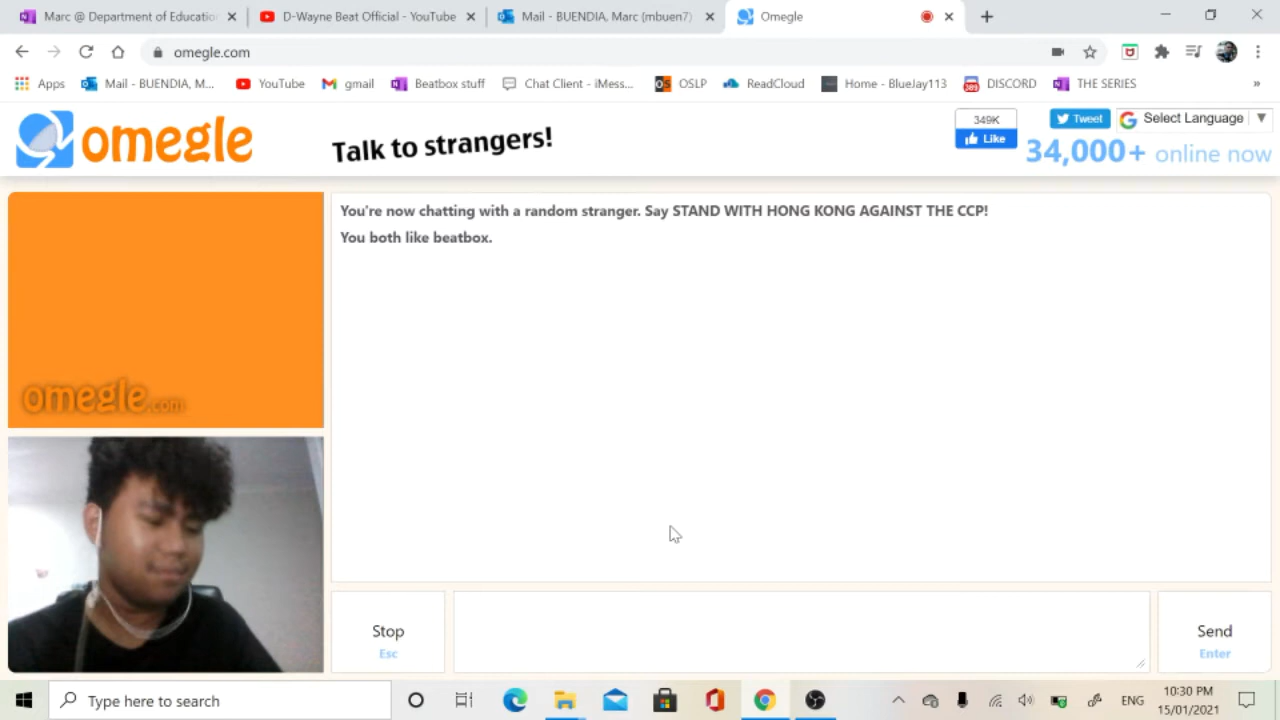 Marc @ Department of Education
D-Wayne Beat Official - YouTube
Mail - BUENDIA, Marc (mbuen7)
Omegle
omegle.com
Apps
Mail - BUENDIA, M...
YouTube
gmail
Beatbox stuff
Chat Client - iMess...
OSLP
ReadCloud
Home - BlueJay113
DISCORD
THE SERIES
»
omegle
Talk to strangers!
349K
Like
Tweet
Select Language
34,000+ online now
You're now chatting with a random stranger. Say STAND WITH HONG KONG AGAINST THE CCP!
You both like beatbox.
omegle.com
Stop
Esc
Send
Enter
Type here to search
ENG
10:30 PM
15/01/2021